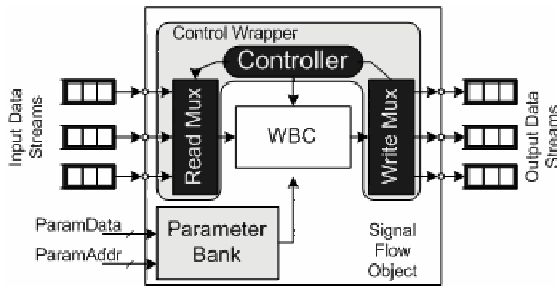 Control Wrapper
Controller
Input Data
Streams
Read Mux
WBC
Write Mux
Output Data
Streams
ParamData
ParamAddr
Parameter
Bank
Signal
Flow
Object